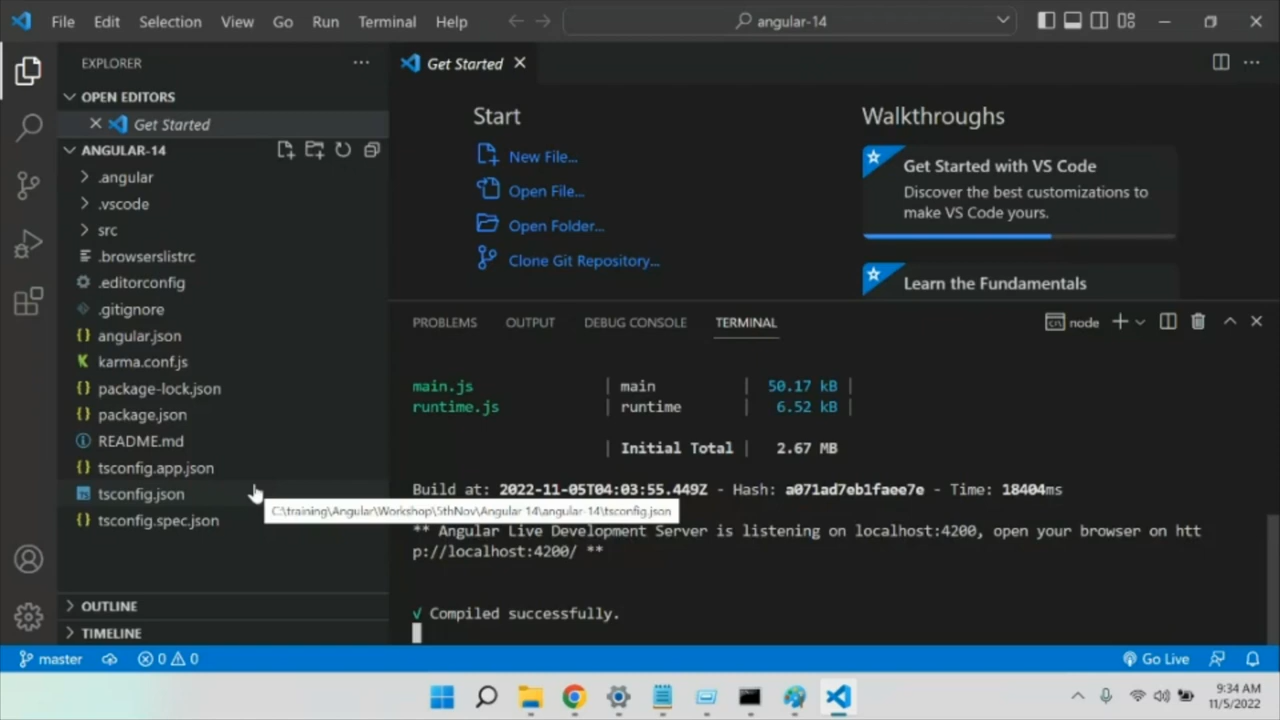 File Edit Selection View Go Run Terminal Help angular-14
EXPLORER
OPEN EDITORS
Get Started
ANGULAR-14
.angular
.vscode
src
.browserslistrc
.editorconfig
.gitignore
angular.json
karma.conf.js
package-lock.json
package.json
README.md
tsconfig.app.json
tsconfig.json
tsconfig.spec.json
C:\training\Angular\Workshop\5thNov\Angular 14\angular-14\tsconfig.json
OUTLINE
TIMELINE
Get Started
Start
New File...
Open File...
Open Folder...
Clone Git Repository...
Walkthroughs
Get Started with VS Code
Discover the best customizations to
make VS Code yours.
Learn the Fundamentals
PROBLEMS OUTPUT DEBUG CONSOLE TERMINAL node
main.js | main | 50.17 kB |
runtime.js | runtime | 6.52 kB |
| Initial Total | 2.67 MB
Build at: 2022-11-05T04:03:55.449Z - Hash: a071ad7eb1faee7e - Time: 18404ms
** Angular Live Development Server is listening on localhost:4200, open your browser on htt
p://localhost:4200/ **
√ Compiled successfully.
master 0 0 Go Live
9:34 AM
11/5/2022